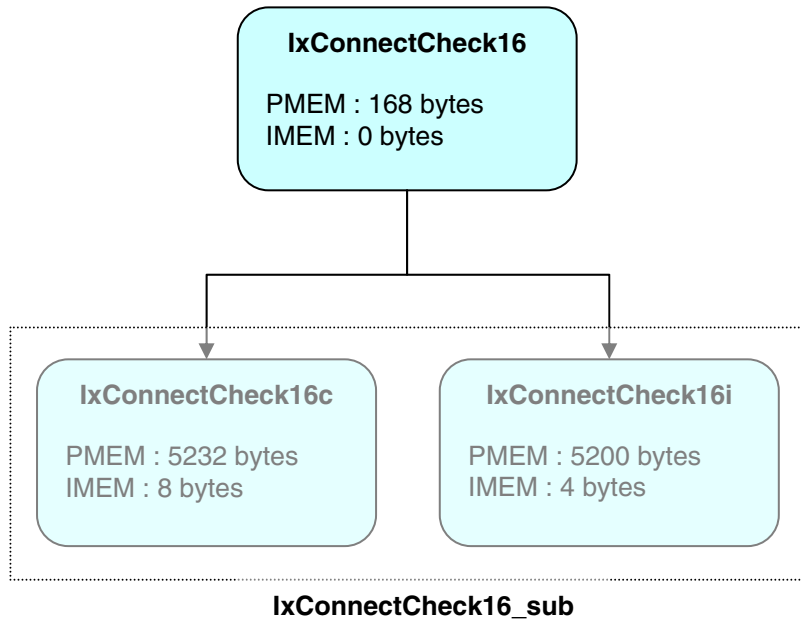 IxConnectCheck16
PMEM : 168 bytes
IMEM : 0 bytes
IxConnectCheck16c
PMEM : 5232 bytes
IMEM : 8 bytes
IxConnectCheck16i
PMEM : 5200 bytes
IMEM : 4 bytes
IxConnectCheck16_sub